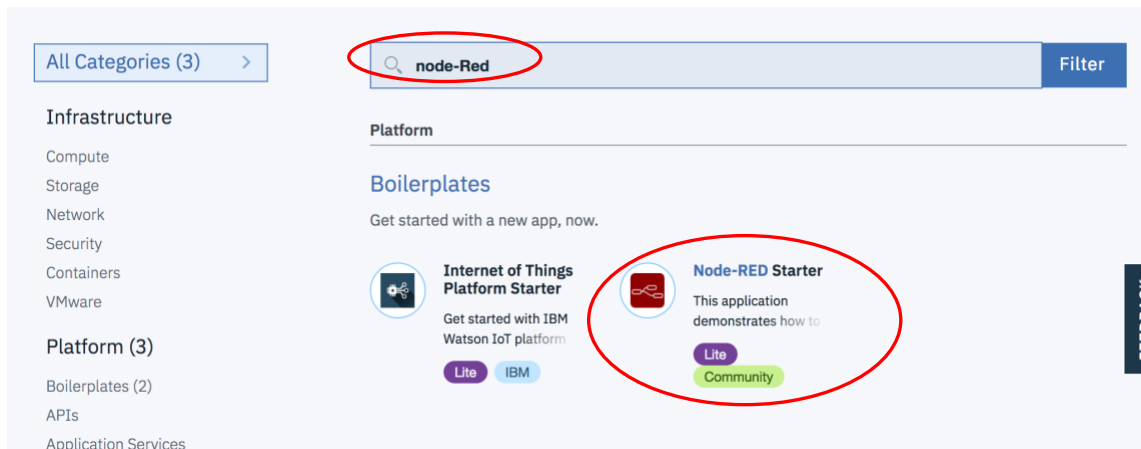 All Categories (3)
Infrastructure
Compute
Storage
Network
Security
Containers
VMware
Platform (3)
Boilerplates (2)
APIs
Application Services
node-Red
Filter
Platform
Boilerplates
Get started with a new app, now.
Internet of Things
Platform Starter
Get started with IBM
Watson IoT platform
Lite IBM
Node-RED Starter
This application
demonstrates how to
Lite
Community